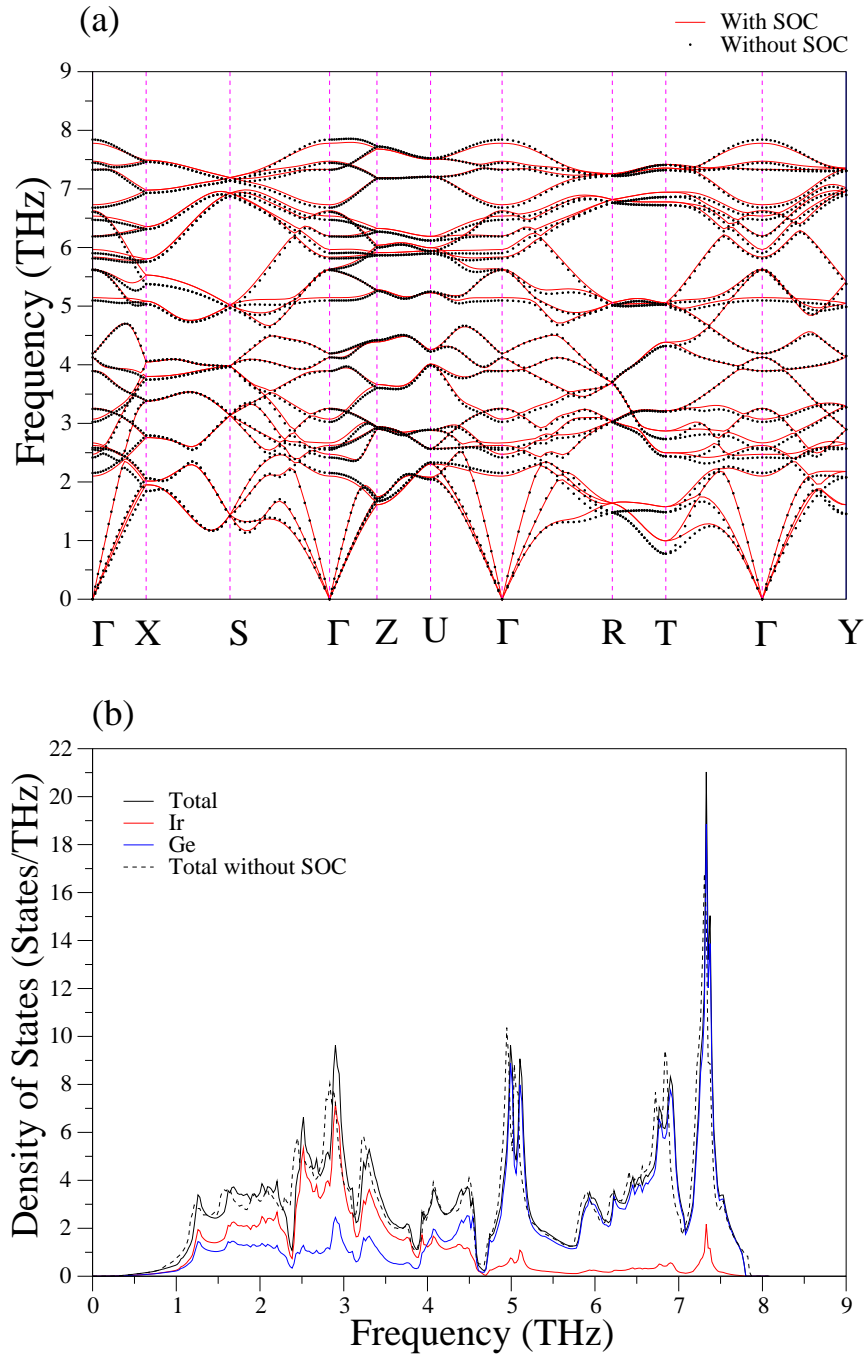 (a)
With SOC
Without SOC
9
8
7
6
5
4
3
2
1
0
Frequency (THz)
Γ X S Γ Z U Γ R T Γ Y
(b)
22
20
18
16
14
12
10
8
6
4
2
0
Density of States (States/THz)
Total
Ir
Ge
Total without SOC
0 1 2 3 4 5 6 7 8 9
Frequency (THz)